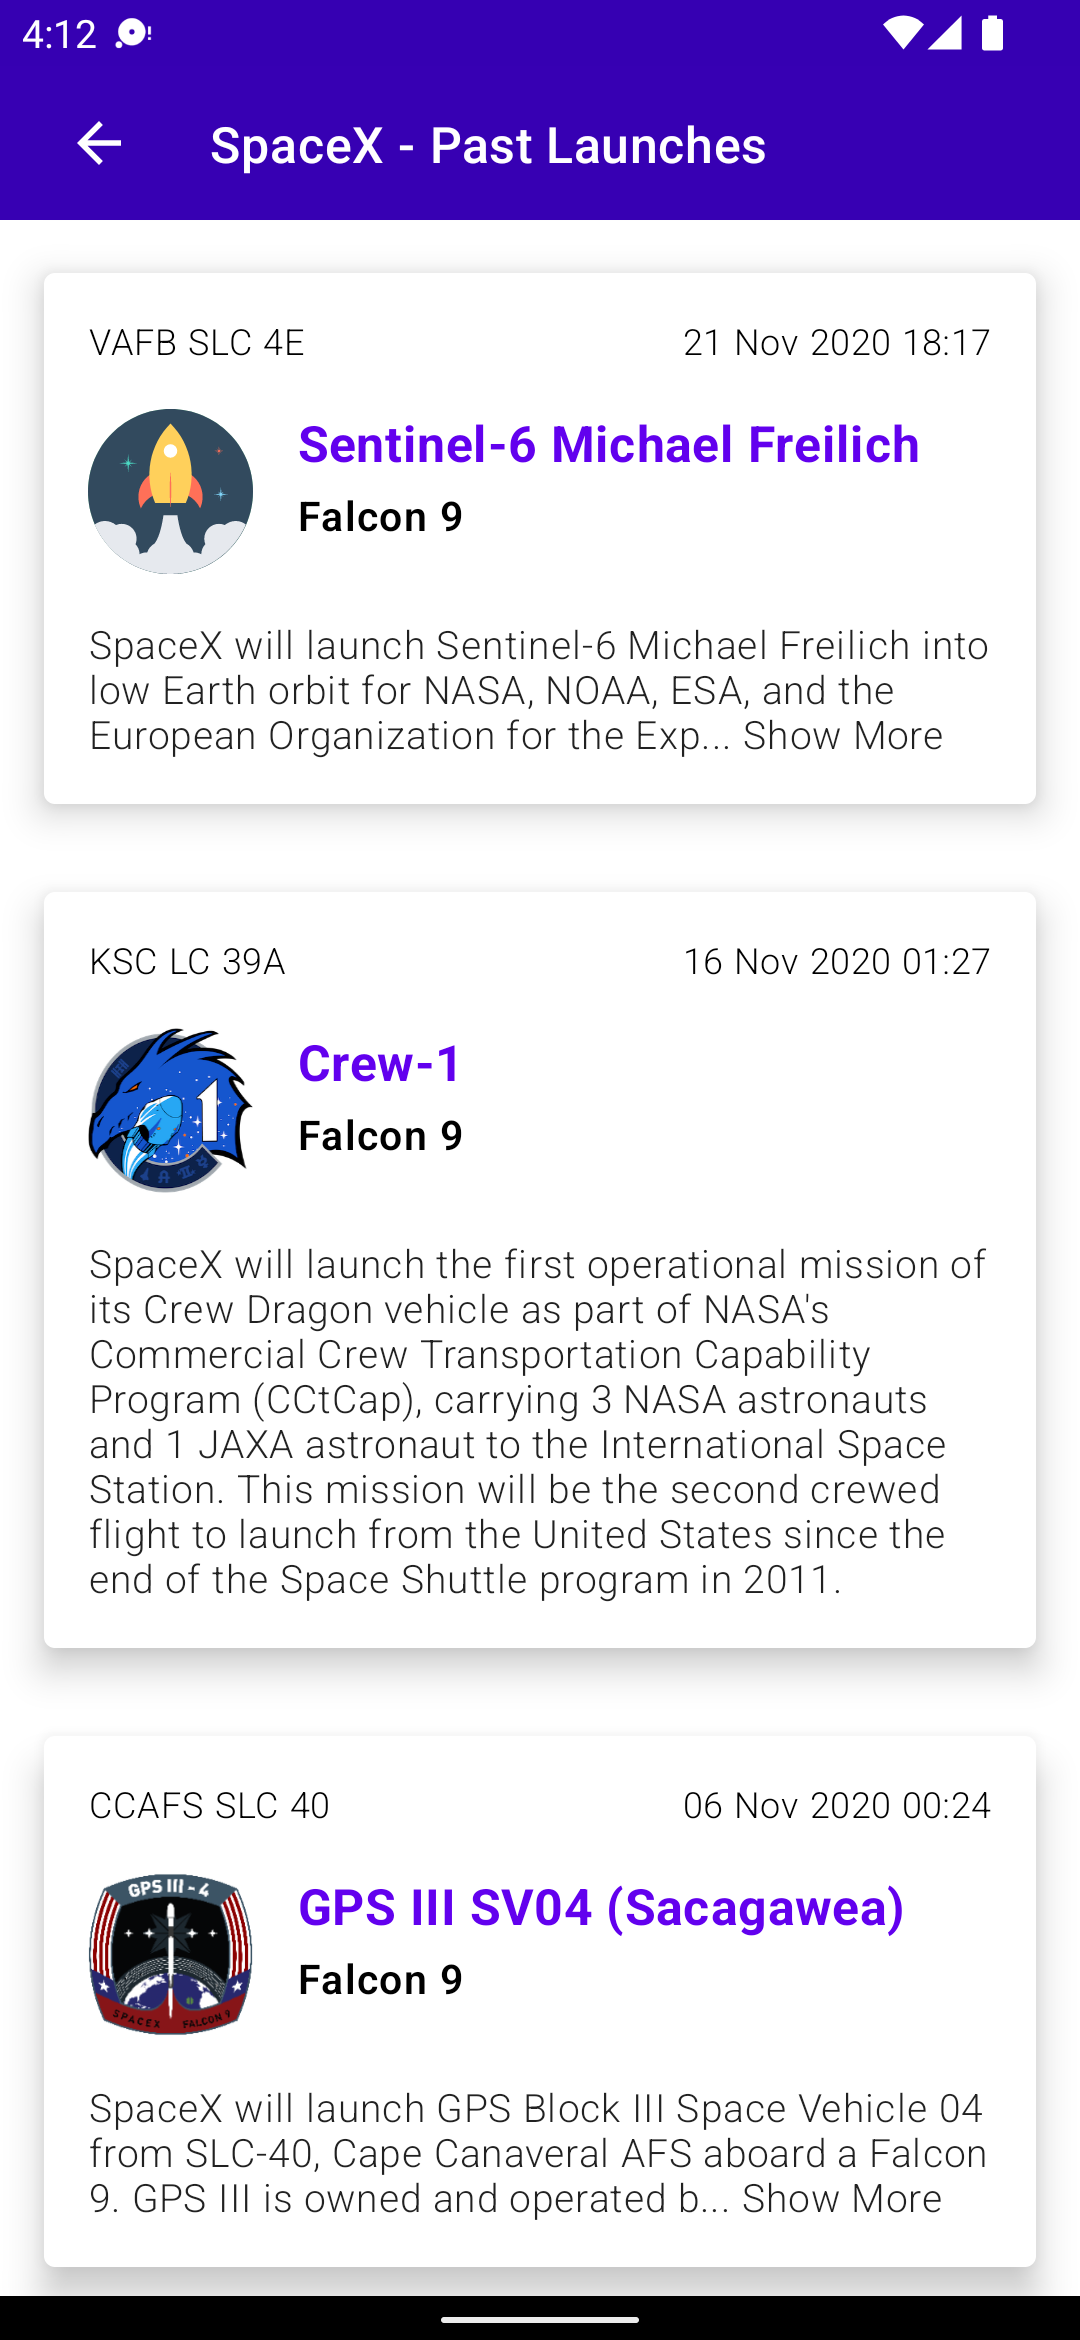 4:12
SpaceX - Past Launches
VAFB SLC 4E
21 Nov 2020 18:17
Sentinel-6 Michael Freilich
Falcon 9
SpaceX will launch Sentinel-6 Michael Freilich into
low Earth orbit for NASA, NOAA, ESA, and the
European Organization for the Exp... Show More
KSC LC 39A
16 Nov 2020 01:27
1
Crew-1
Falcon 9
SpaceX will launch the first operational mission of
its Crew Dragon vehicle as part of NASA's
Commercial Crew Transportation Capability
Program (CCtCap), carrying 3 NASA astronauts
and 1 JAXA astronaut to the International Space
Station. This mission will be the second crewed
flight to launch from the United States since the
end of the Space Shuttle program in 2011.
CCAFS SLC 40
06 Nov 2020 00:24
GPS III - 4
SPACEX FALCON 9
GPS III SV04 (Sacagawea)
Falcon 9
SpaceX will launch GPS Block III Space Vehicle 04
from SLC-40, Cape Canaveral AFS aboard a Falcon
9. GPS III is owned and operated b... Show More